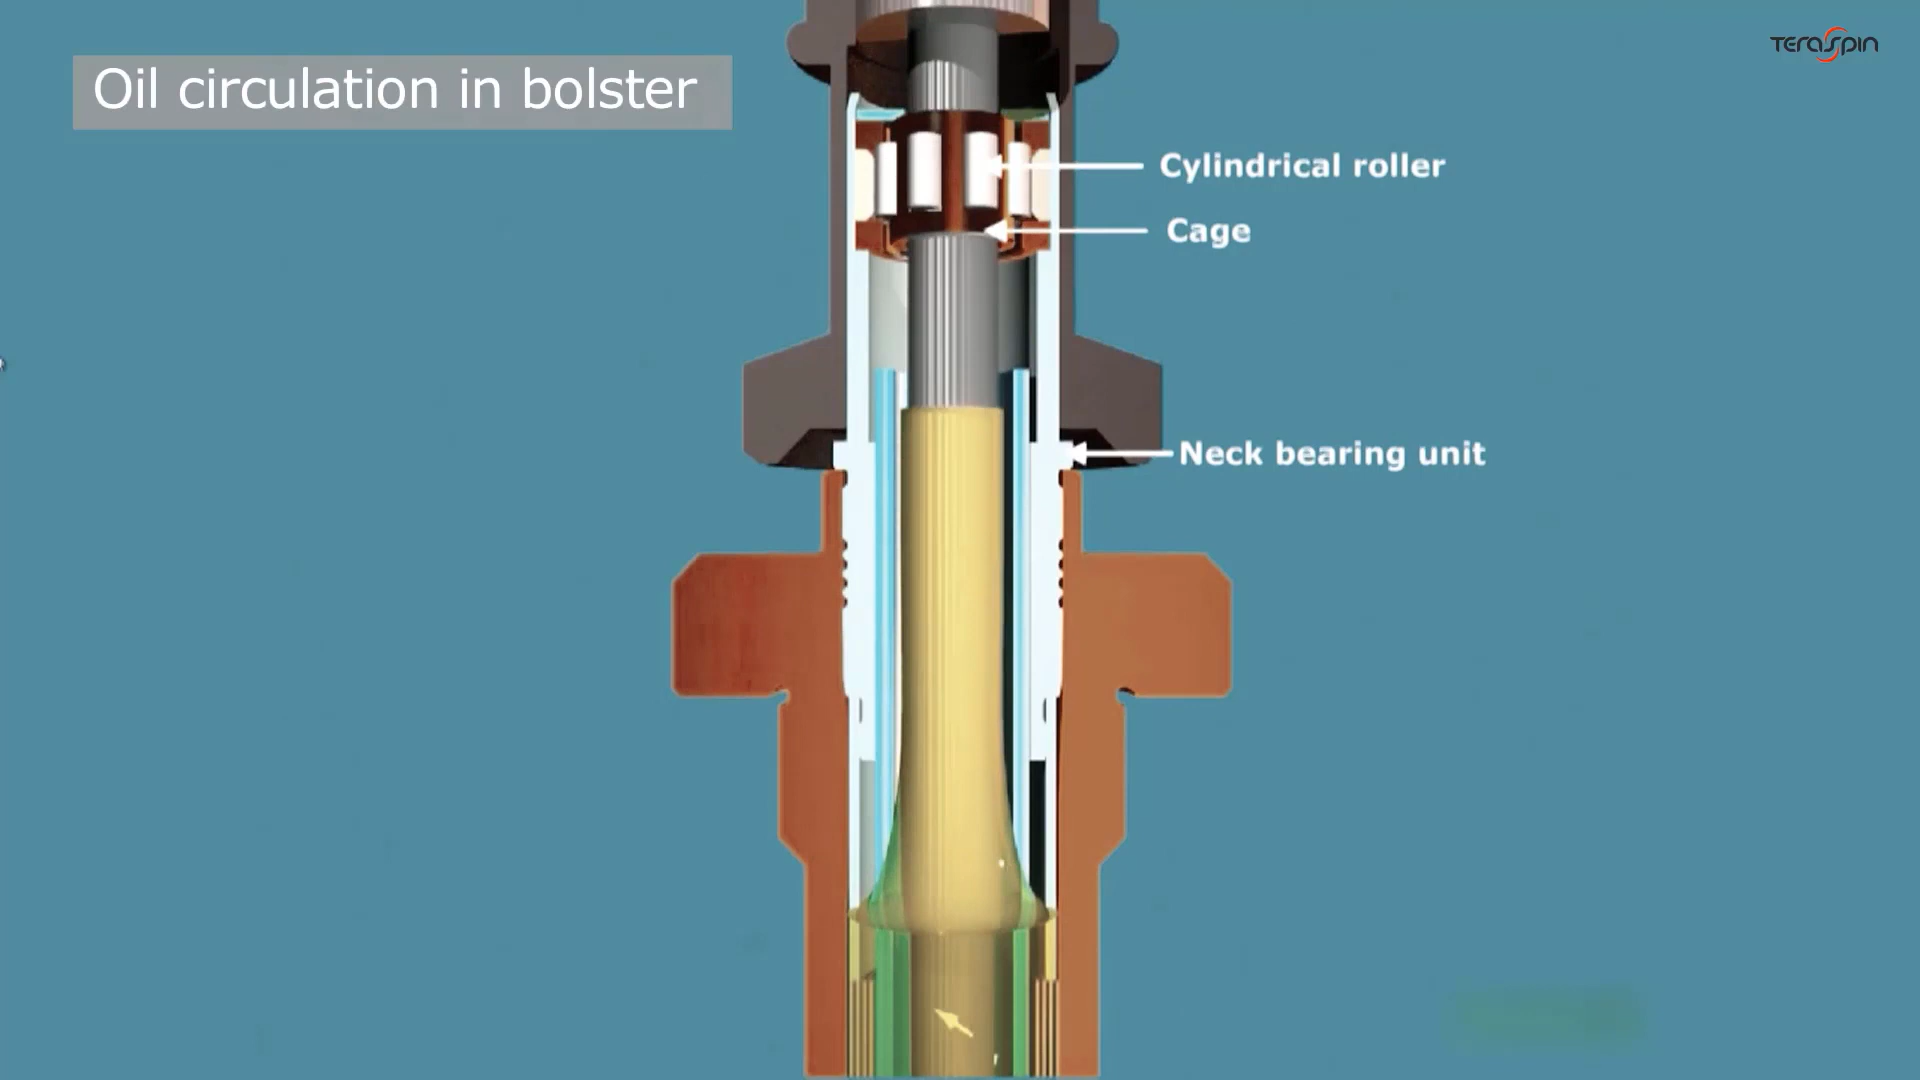 Oil circulation in bolster
TeraSpin
Cylindrical roller
Cage
Neck bearing unit